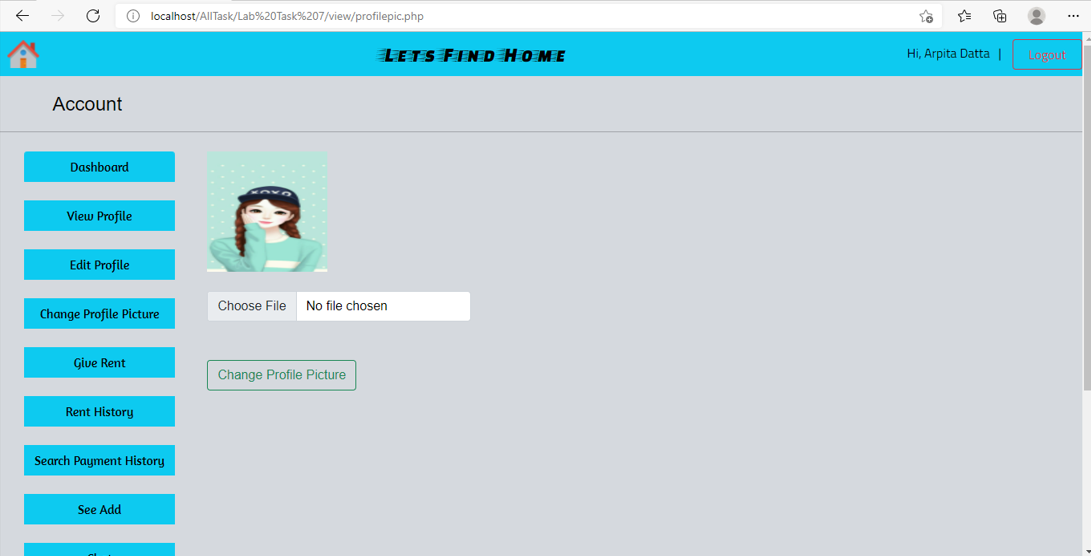 localhost/AllTask/Lab%20Task%207/view/profilepic.php
Lets Find Home
Hi, Arpita Datta | Logout
Account
Dashboard
View Profile
Edit Profile
Change Profile Picture
Give Rent
Rent History
Search Payment History
See Add
XOXO
Choose File No file chosen
Change Profile Picture